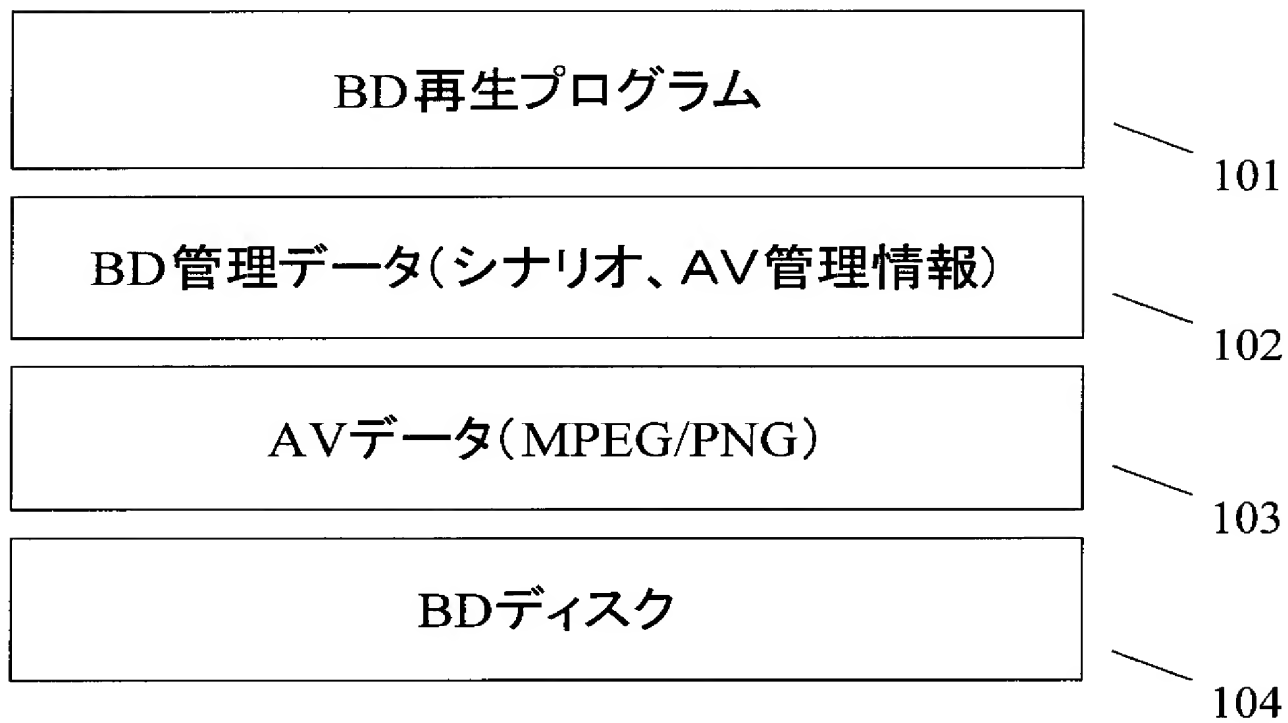 BD再生プログラム
101
BD管理データ(シナリオ、AV管理情報)
102
AVデータ(MPEG/PNG)
103
BDディスク
104